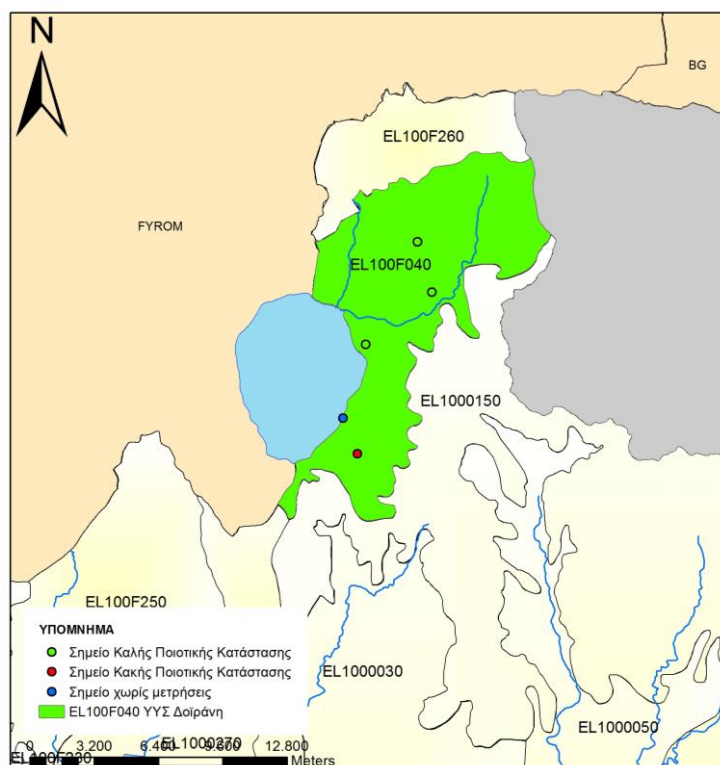 N
BG
EL100F260
FYROM
EL100F040
EL1000150
EL100F250
ΥΠΟΜΝΗΜΑ
Σημείο Καλής Ποιοτικής Κατάστασης
Σημείο Κακής Ποιοτικής Κατάστασης
Σημείο χωρίς μετρήσεις
EL100F040 ΥΥΣ Δοϊράνη
EL1000030
EL1000050
EL1000270
0 3.200 6.400 9.600 12.800
Meters